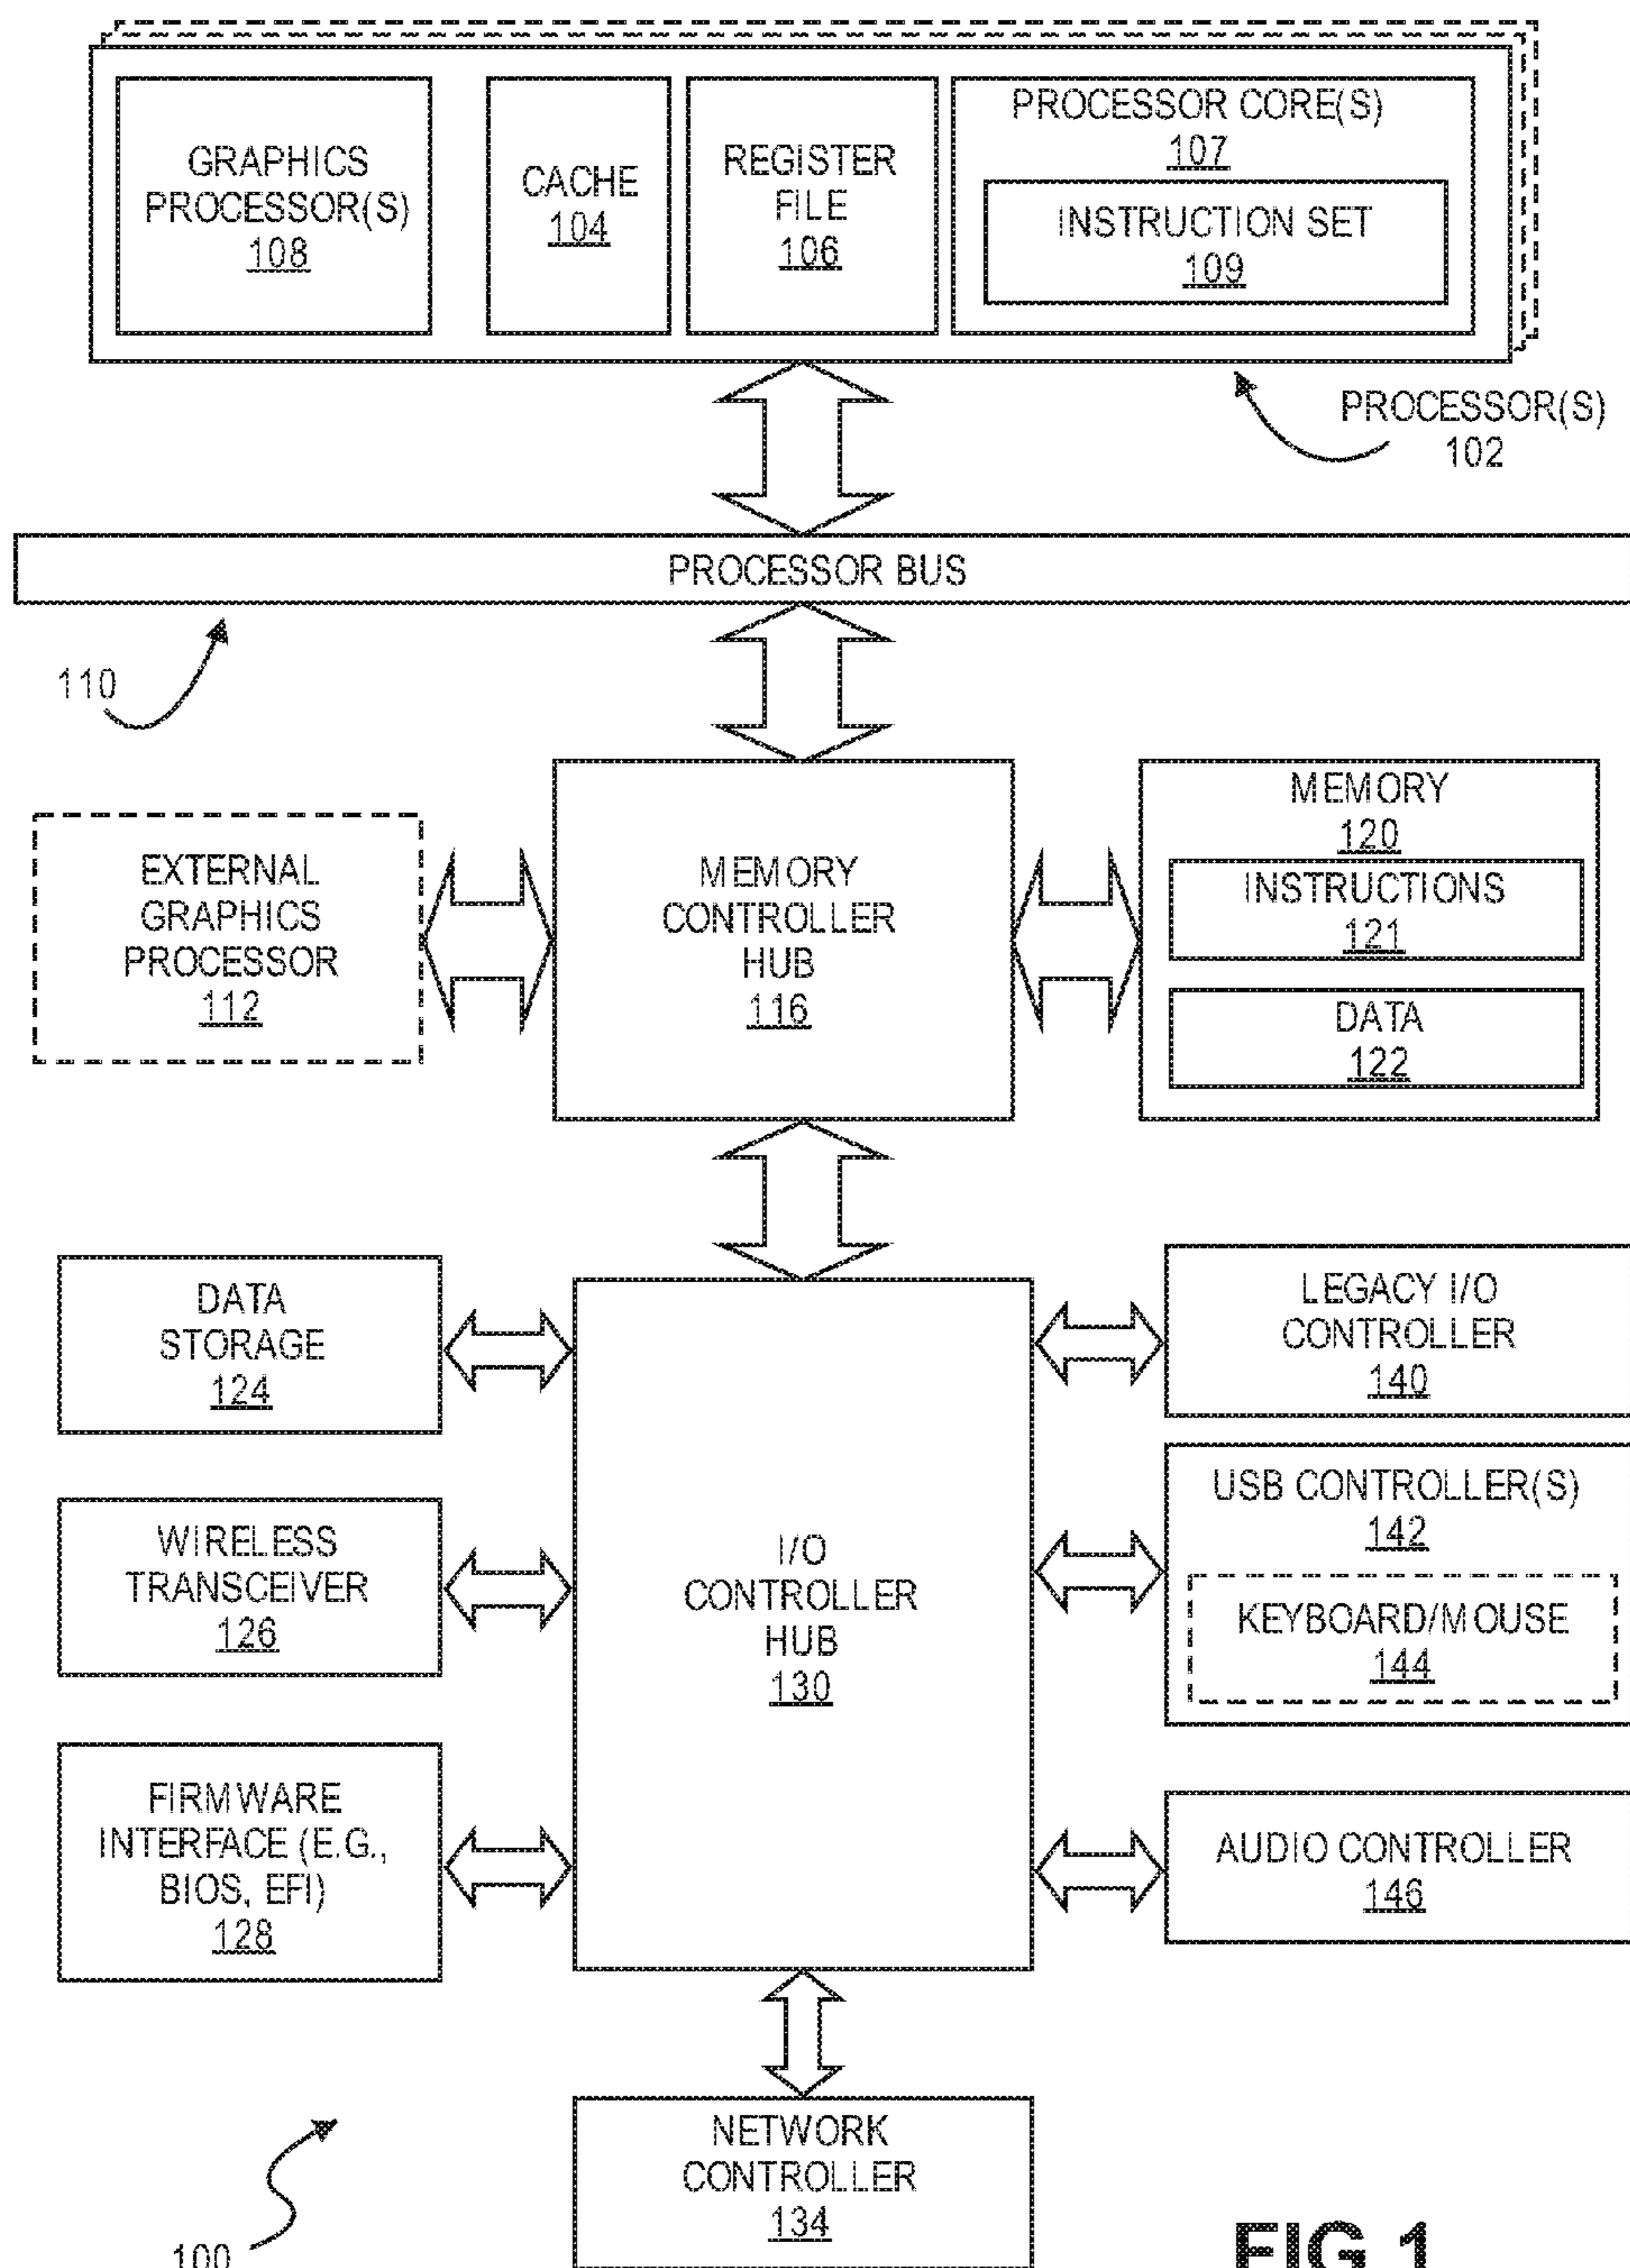 GRAPHICS
PROCESSOR(S)
108
CACHE
104
REGISTER
FILE
106
PROCESSOR CORE(S)
107
INSTRUCTION SET
109
PROCESSOR(S)
102
PROCESSOR BUS
110
EXTERNAL
GRAPHICS
PROCESSOR
112
MEMORY
CONTROLLER
HUB
116
MEMORY
120
INSTRUCTIONS
121
DATA
122
DATA
STORAGE
124
WIRELESS
TRANSCEIVER
126
FIRMWARE
INTERFACE (E.G.,
BIOS, EFI)
128
I/O
CONTROLLER
HUB
130
LEGACY I/O
CONTROLLER
140
USB CONTROLLER(S)
142
KEYBOARD/MOUSE
144
AUDIO CONTROLLER
146
NETWORK
CONTROLLER
134
100
FIG. 1